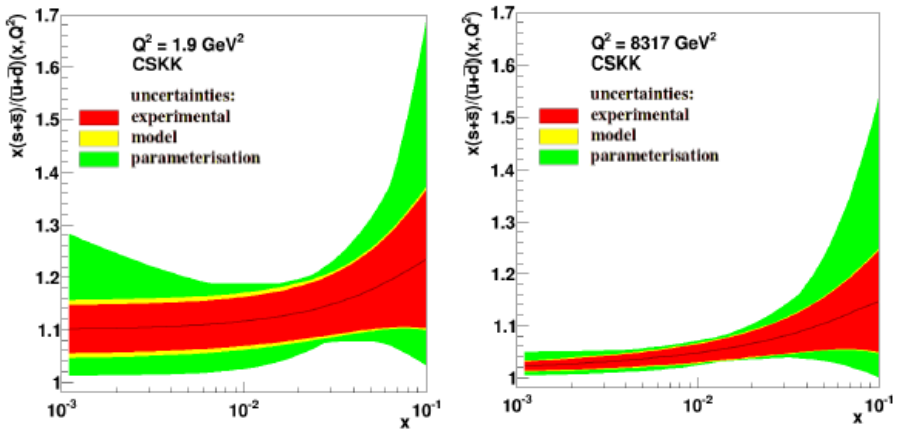 x(s+s̅)/(u̅+d̅)(x,Q²)
1.7
1.6
1.5
1.4
1.3
1.2
1.1
1
Q² = 1.9 GeV²
CSKK
uncertainties:
experimental
model
parameterisation
10⁻³
10⁻²
10⁻¹
x
x(s+s̅)/(u̅+d̅)(x,Q²)
1.7
1.6
1.5
1.4
1.3
1.2
1.1
1
Q² = 8317 GeV²
CSKK
uncertainties:
experimental
model
parameterisation
10⁻³
10⁻²
10⁻¹
x